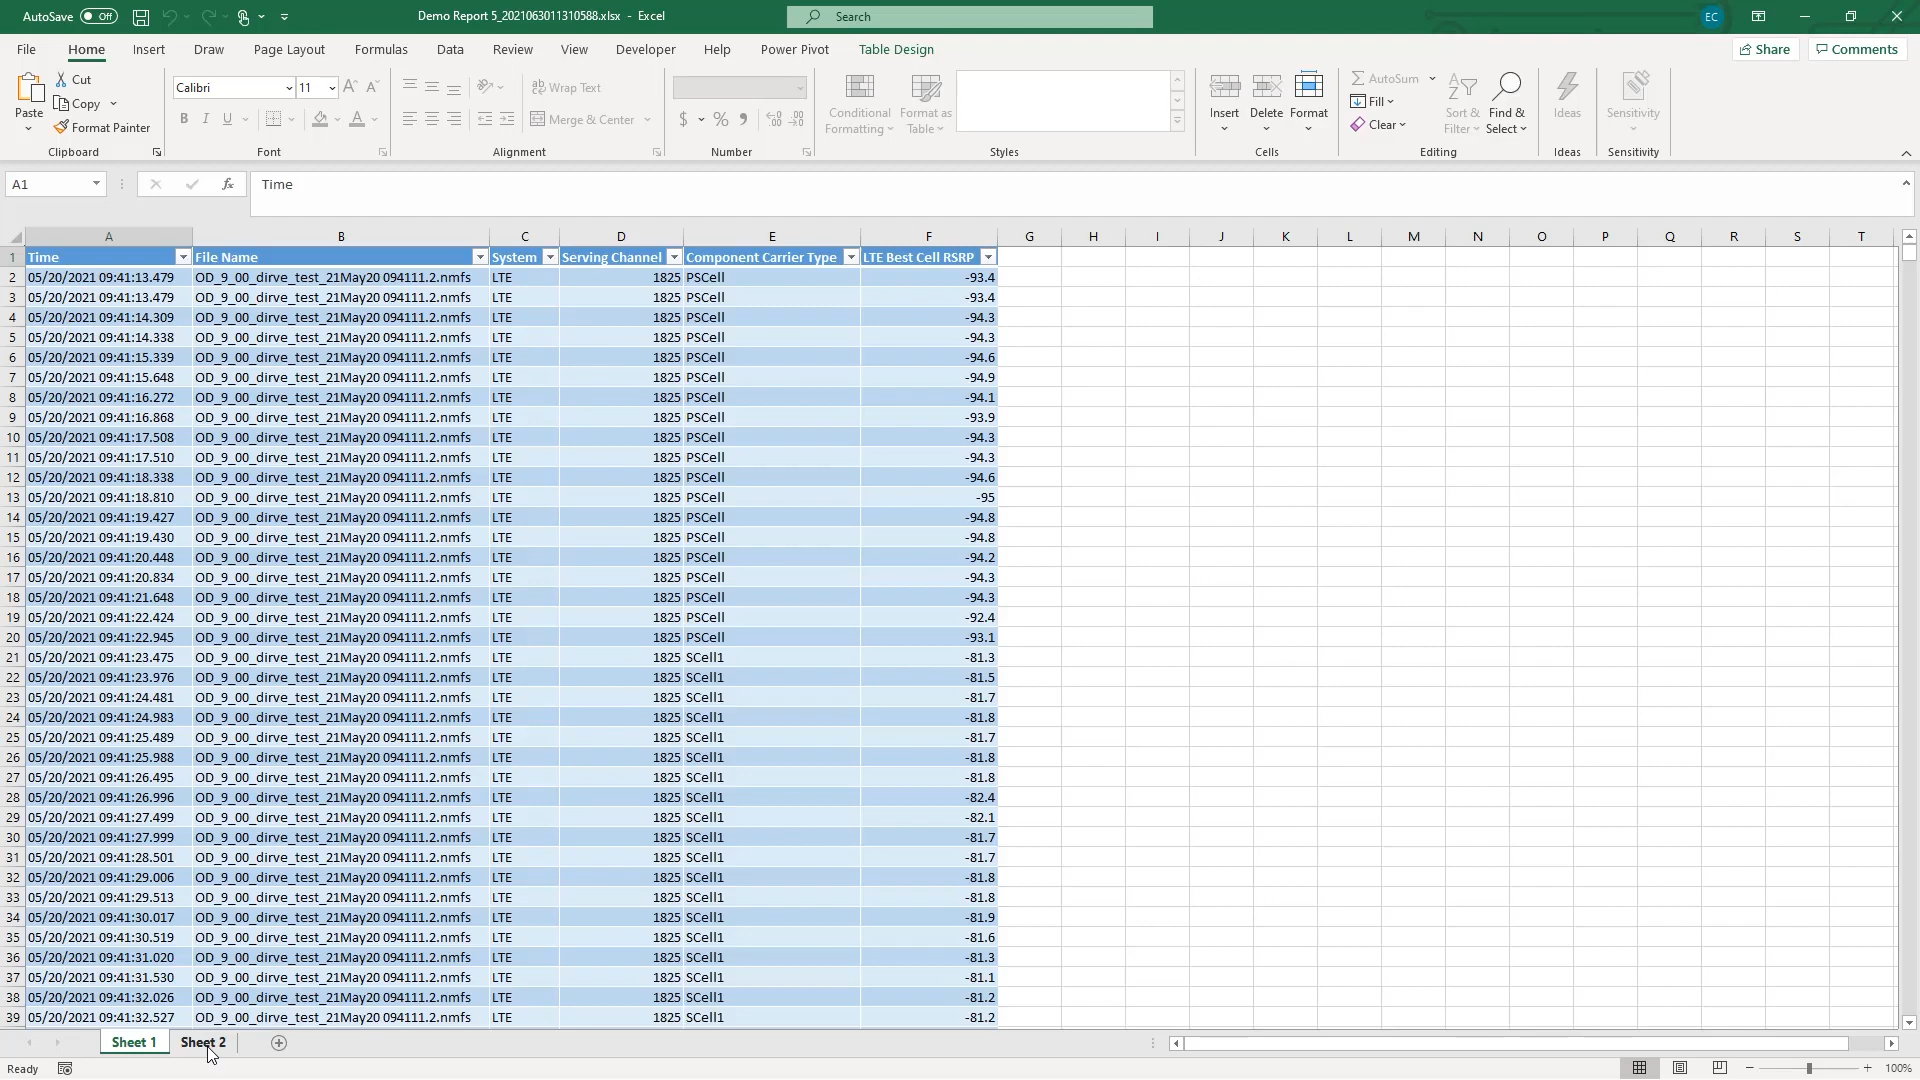 AutoSave Off Demo Report 5_2021063011310588.xlsx - Excel Search EC
File Home Insert Draw Page Layout Formulas Data Review View Developer Help Power Pivot Table Design Share Comments
Paste Cut Copy Format Painter Clipboard
Calibri 11 B I U A Font
Wrap Text Merge & Center Alignment
$ % 9 Number
Conditional Formatting Format as Table Styles
Insert Delete Format Cells
AutoSum Fill Clear Sort & Filter Find & Select Editing
Ideas Ideas
Sensitivity Sensitivity
A1 fx Time
A B C D E F G H I J K L M N O P Q R S T
1 Time File Name System Serving Channel Component Carrier Type LTE Best Cell RSRP
2 05/20/2021 09:41:13.479 OD_9_00_dirve_test_21May20 094111.2.nmfs LTE 1825 PSCell -93.4
3 05/20/2021 09:41:13.479 OD_9_00_dirve_test_21May20 094111.2.nmfs LTE 1825 PSCell -93.4
4 05/20/2021 09:41:14.309 OD_9_00_dirve_test_21May20 094111.2.nmfs LTE 1825 PSCell -94.3
5 05/20/2021 09:41:14.338 OD_9_00_dirve_test_21May20 094111.2.nmfs LTE 1825 PSCell -94.3
6 05/20/2021 09:41:15.339 OD_9_00_dirve_test_21May20 094111.2.nmfs LTE 1825 PSCell -94.6
7 05/20/2021 09:41:15.648 OD_9_00_dirve_test_21May20 094111.2.nmfs LTE 1825 PSCell -94.9
8 05/20/2021 09:41:16.272 OD_9_00_dirve_test_21May20 094111.2.nmfs LTE 1825 PSCell -94.1
9 05/20/2021 09:41:16.868 OD_9_00_dirve_test_21May20 094111.2.nmfs LTE 1825 PSCell -93.9
10 05/20/2021 09:41:17.508 OD_9_00_dirve_test_21May20 094111.2.nmfs LTE 1825 PSCell -94.3
11 05/20/2021 09:41:17.510 OD_9_00_dirve_test_21May20 094111.2.nmfs LTE 1825 PSCell -94.3
12 05/20/2021 09:41:18.338 OD_9_00_dirve_test_21May20 094111.2.nmfs LTE 1825 PSCell -94.6
13 05/20/2021 09:41:18.810 OD_9_00_dirve_test_21May20 094111.2.nmfs LTE 1825 PSCell -95
14 05/20/2021 09:41:19.427 OD_9_00_dirve_test_21May20 094111.2.nmfs LTE 1825 PSCell -94.8
15 05/20/2021 09:41:19.430 OD_9_00_dirve_test_21May20 094111.2.nmfs LTE 1825 PSCell -94.8
16 05/20/2021 09:41:20.448 OD_9_00_dirve_test_21May20 094111.2.nmfs LTE 1825 PSCell -94.2
17 05/20/2021 09:41:20.834 OD_9_00_dirve_test_21May20 094111.2.nmfs LTE 1825 PSCell -94.3
18 05/20/2021 09:41:21.648 OD_9_00_dirve_test_21May20 094111.2.nmfs LTE 1825 PSCell -94.3
19 05/20/2021 09:41:22.424 OD_9_00_dirve_test_21May20 094111.2.nmfs LTE 1825 PSCell -92.4
20 05/20/2021 09:41:22.945 OD_9_00_dirve_test_21May20 094111.2.nmfs LTE 1825 PSCell -93.1
21 05/20/2021 09:41:23.475 OD_9_00_dirve_test_21May20 094111.2.nmfs LTE 1825 SCell1 -81.3
22 05/20/2021 09:41:23.976 OD_9_00_dirve_test_21May20 094111.2.nmfs LTE 1825 SCell1 -81.5
23 05/20/2021 09:41:24.481 OD_9_00_dirve_test_21May20 094111.2.nmfs LTE 1825 SCell1 -81.7
24 05/20/2021 09:41:24.983 OD_9_00_dirve_test_21May20 094111.2.nmfs LTE 1825 SCell1 -81.8
25 05/20/2021 09:41:25.489 OD_9_00_dirve_test_21May20 094111.2.nmfs LTE 1825 SCell1 -81.7
26 05/20/2021 09:41:25.988 OD_9_00_dirve_test_21May20 094111.2.nmfs LTE 1825 SCell1 -81.8
27 05/20/2021 09:41:26.495 OD_9_00_dirve_test_21May20 094111.2.nmfs LTE 1825 SCell1 -81.8
28 05/20/2021 09:41:26.996 OD_9_00_dirve_test_21May20 094111.2.nmfs LTE 1825 SCell1 -82.4
29 05/20/2021 09:41:27.499 OD_9_00_dirve_test_21May20 094111.2.nmfs LTE 1825 SCell1 -82.1
30 05/20/2021 09:41:27.999 OD_9_00_dirve_test_21May20 094111.2.nmfs LTE 1825 SCell1 -81.7
31 05/20/2021 09:41:28.501 OD_9_00_dirve_test_21May20 094111.2.nmfs LTE 1825 SCell1 -81.7
32 05/20/2021 09:41:29.006 OD_9_00_dirve_test_21May20 094111.2.nmfs LTE 1825 SCell1 -81.8
33 05/20/2021 09:41:29.513 OD_9_00_dirve_test_21May20 094111.2.nmfs LTE 1825 SCell1 -81.8
34 05/20/2021 09:41:30.017 OD_9_00_dirve_test_21May20 094111.2.nmfs LTE 1825 SCell1 -81.9
35 05/20/2021 09:41:30.519 OD_9_00_dirve_test_21May20 094111.2.nmfs LTE 1825 SCell1 -81.6
36 05/20/2021 09:41:31.020 OD_9_00_dirve_test_21May20 094111.2.nmfs LTE 1825 SCell1 -81.3
37 05/20/2021 09:41:31.530 OD_9_00_dirve_test_21May20 094111.2.nmfs LTE 1825 SCell1 -81.1
38 05/20/2021 09:41:32.026 OD_9_00_dirve_test_21May20 094111.2.nmfs LTE 1825 SCell1 -81.2
39 05/20/2021 09:41:32.527 OD_9_00_dirve_test_21May20 094111.2.nmfs LTE 1825 SCell1 -81.2
Sheet 1 Sheet 2
Ready 100%